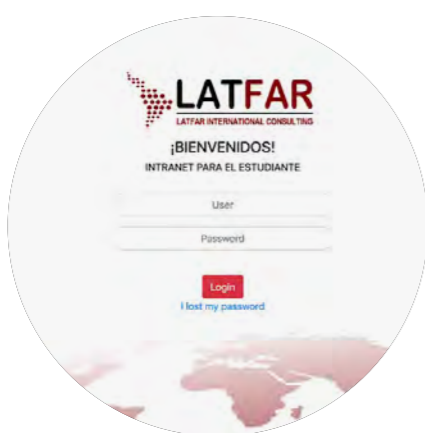 LATFAR
LATFAR INTERNATIONAL CONSULTING
¡BIENVENIDOS!
INTRANET PARA EL ESTUDIANTE
User
Password
Login
I lost my password